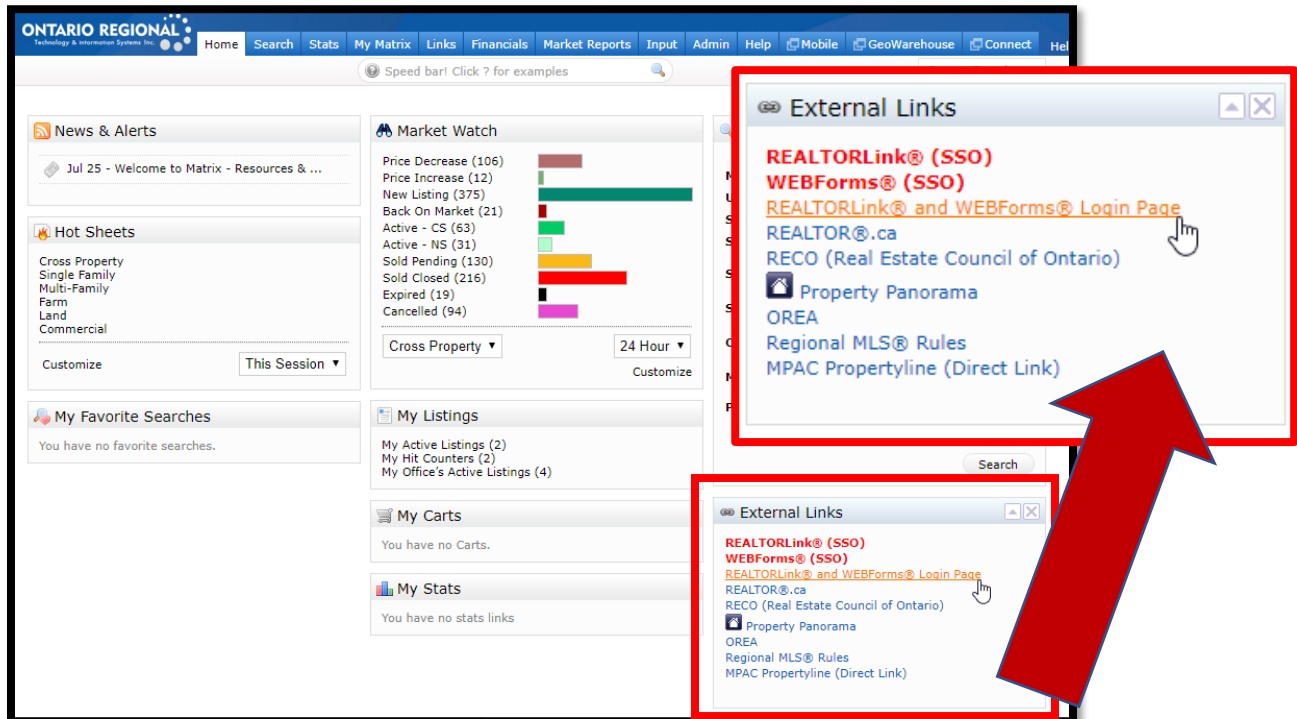 ONTARIO REGIONAL
Technology & Information Systems Inc.
Home Search Stats My Matrix Links Financials Market Reports Input Admin Help Mobile GeoWarehouse Connect
Speed bar! Click ? for examples
News & Alerts
Jul 25 - Welcome to Matrix - Resources & ...
Hot Sheets
Cross Property
Single Family
Multi-Family
Farm
Land
Commercial
Customize This Session
My Favorite Searches
You have no favorite searches.
Market Watch
Price Decrease (106)
Price Increase (12)
New Listing (375)
Back On Market (21)
Active - CS (63)
Active - NS (31)
Sold Pending (130)
Sold Closed (216)
Expired (19)
Cancelled (94)
Cross Property 24 Hour
Customize
My Listings
My Active Listings (2)
My Hit Counters (2)
My Office's Active Listings (4)
My Carts
You have no Carts.
My Stats
You have no stats links
External Links
REALTORLink® (SSO)
WEBForms® (SSO)
REALTORLink® and WEBForms® Login Page
REALTOR®.ca
RECO (Real Estate Council of Ontario)
Property Panorama
OREA
Regional MLS® Rules
MPAC Propertyline (Direct Link)
Search
External Links
REALTORLink® (SSO)
WEBForms® (SSO)
REALTORLink® and WEBForms® Login Page
REALTOR®.ca
RECO (Real Estate Council of Ontario)
Property Panorama
OREA
Regional MLS® Rules
MPAC Propertyline (Direct Link)